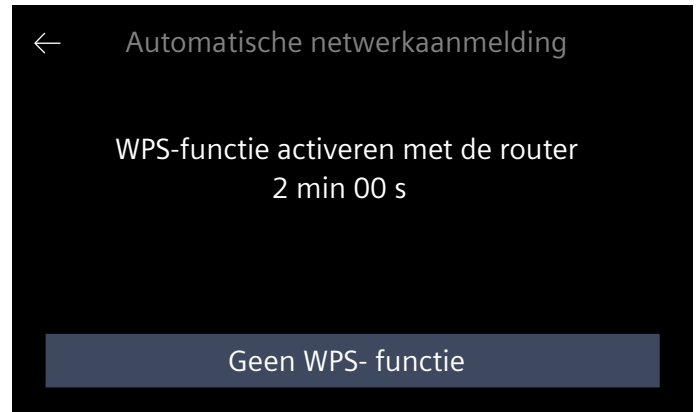 Automatische netwerkaanmelding
WPS-functie activeren met de router
2 min 00 s
Geen WPS- functie